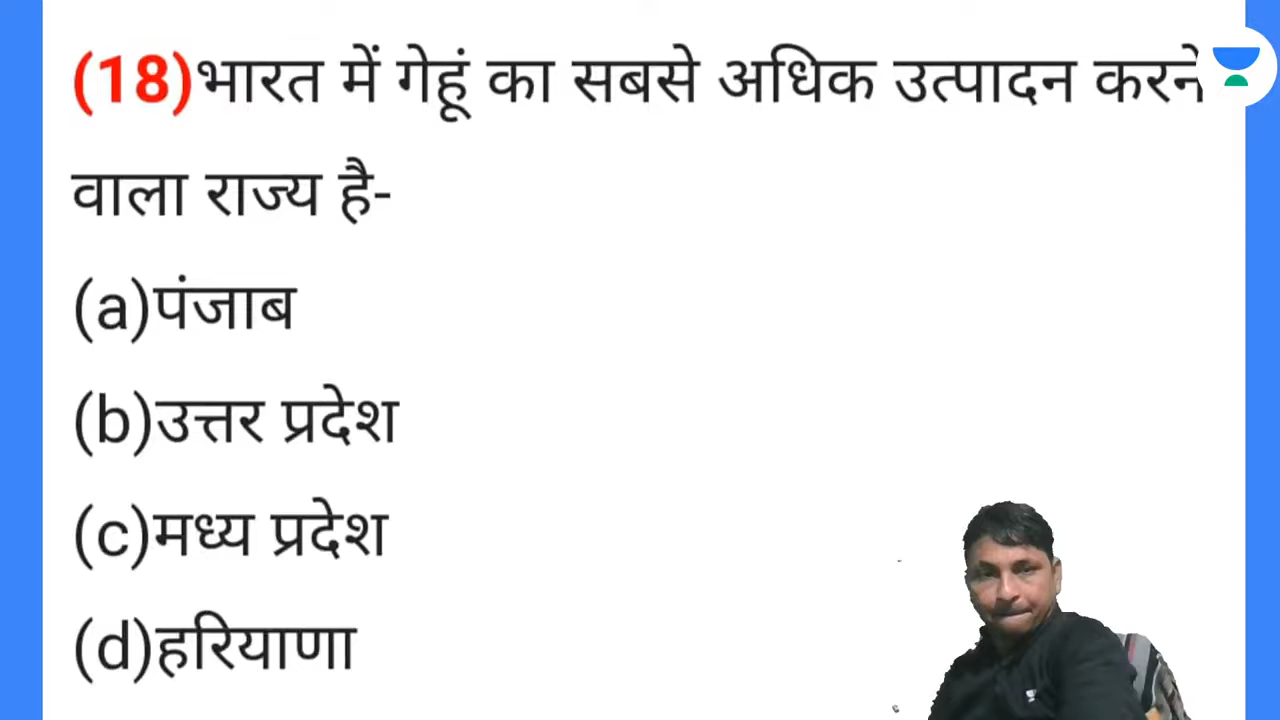 (18)भारत में गेहूं का सबसे अधिक उत्पादन करने
वाला राज्य है-
(a)पंजाब
(b)उत्तर प्रदेश
(c)मध्य प्रदेश
(d)हरियाणा